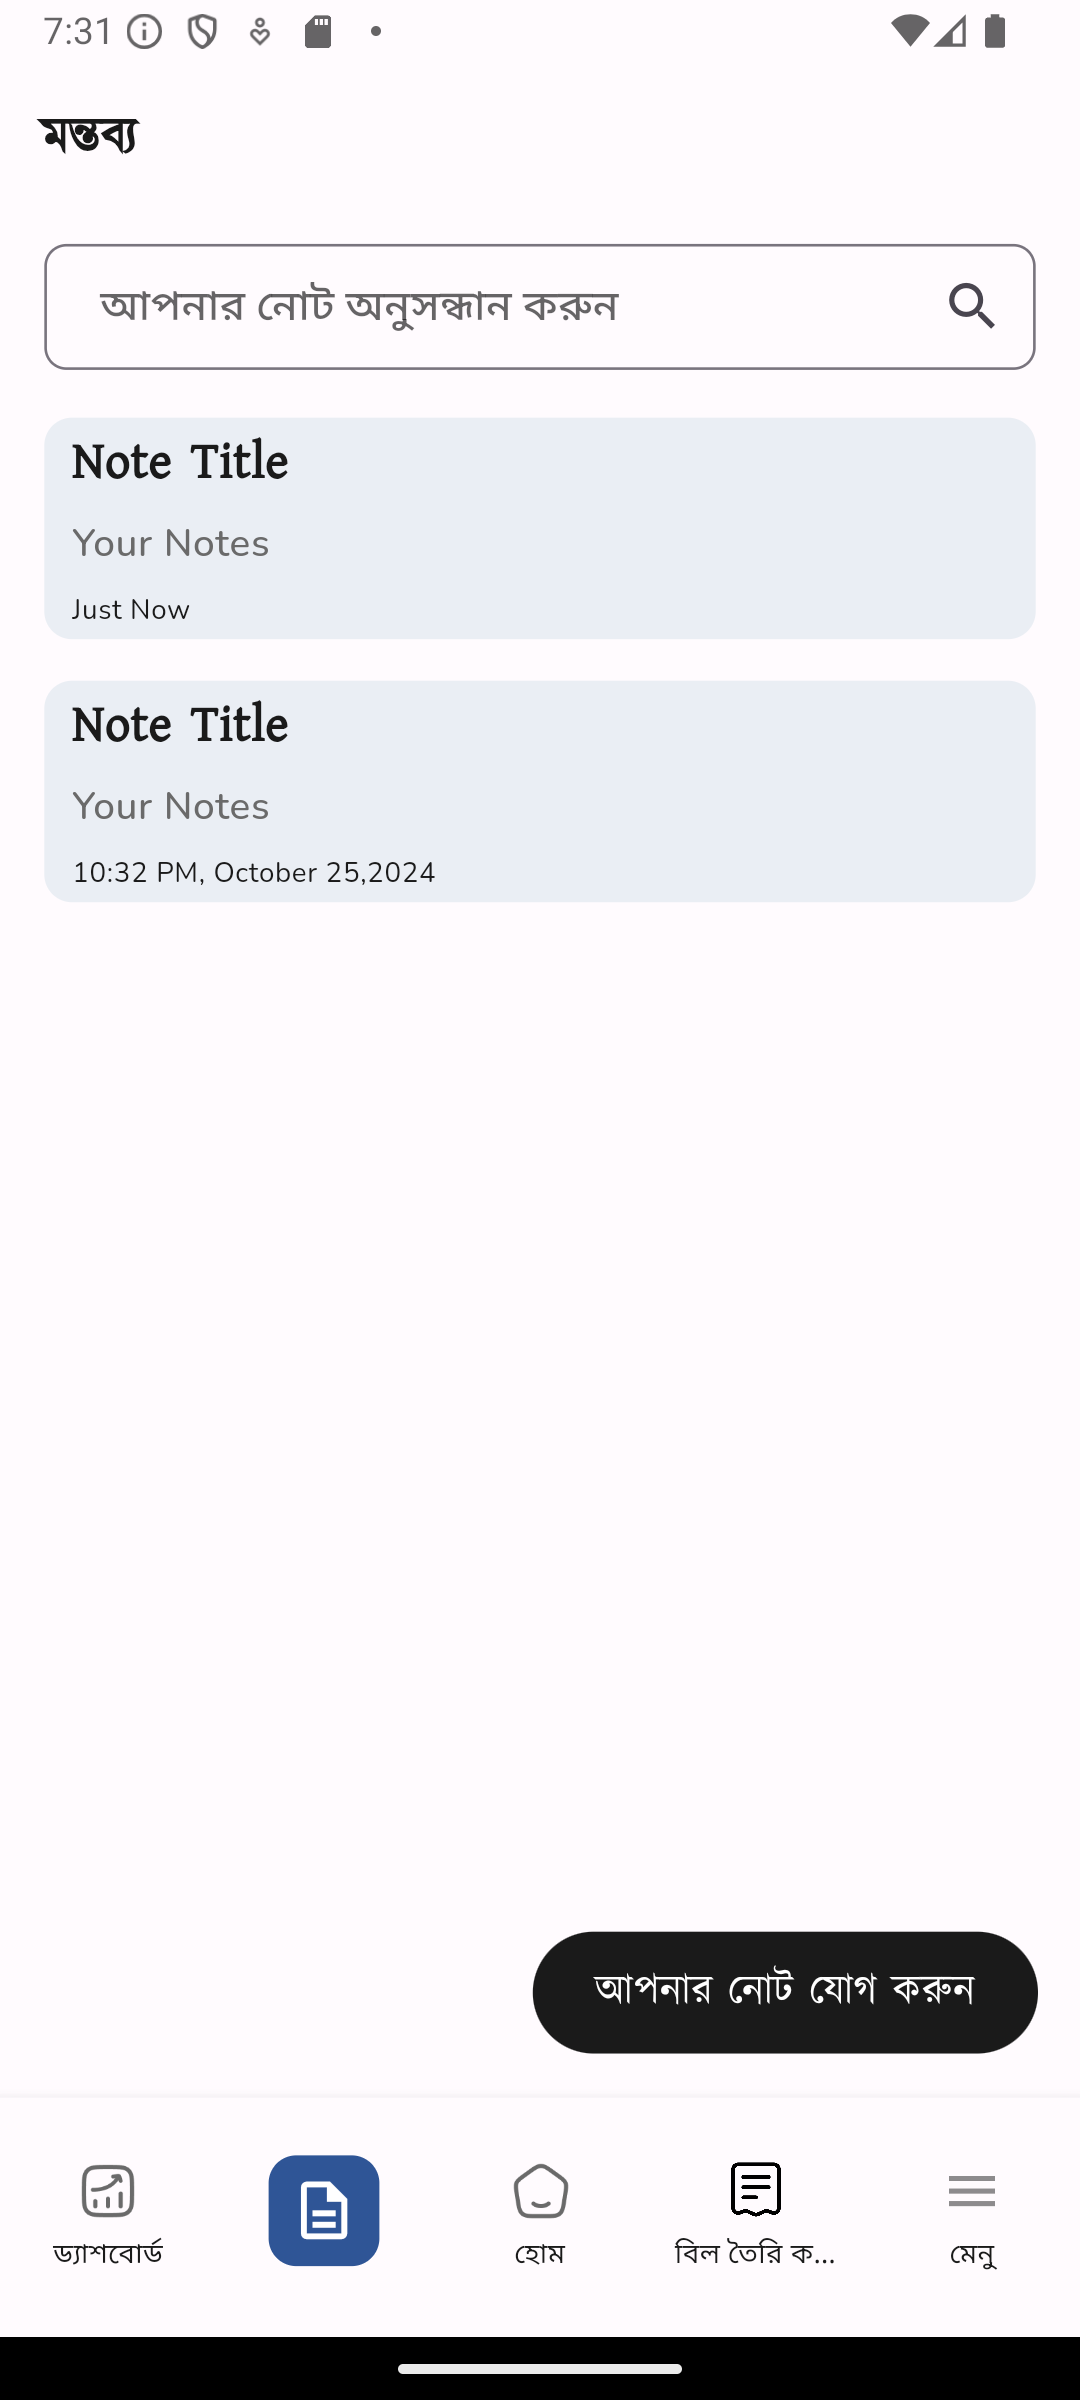 7:31
মন্তব্য
আপনার নোট অনুসন্ধান করুন
Note Title
Your Notes
Just Now
Note Title
Your Notes
10:32 PM, October 25,2024
আপনার নোট যোগ করুন
ড্যাশবোর্ড
হোম
বিল তৈরি ক...
মেনু